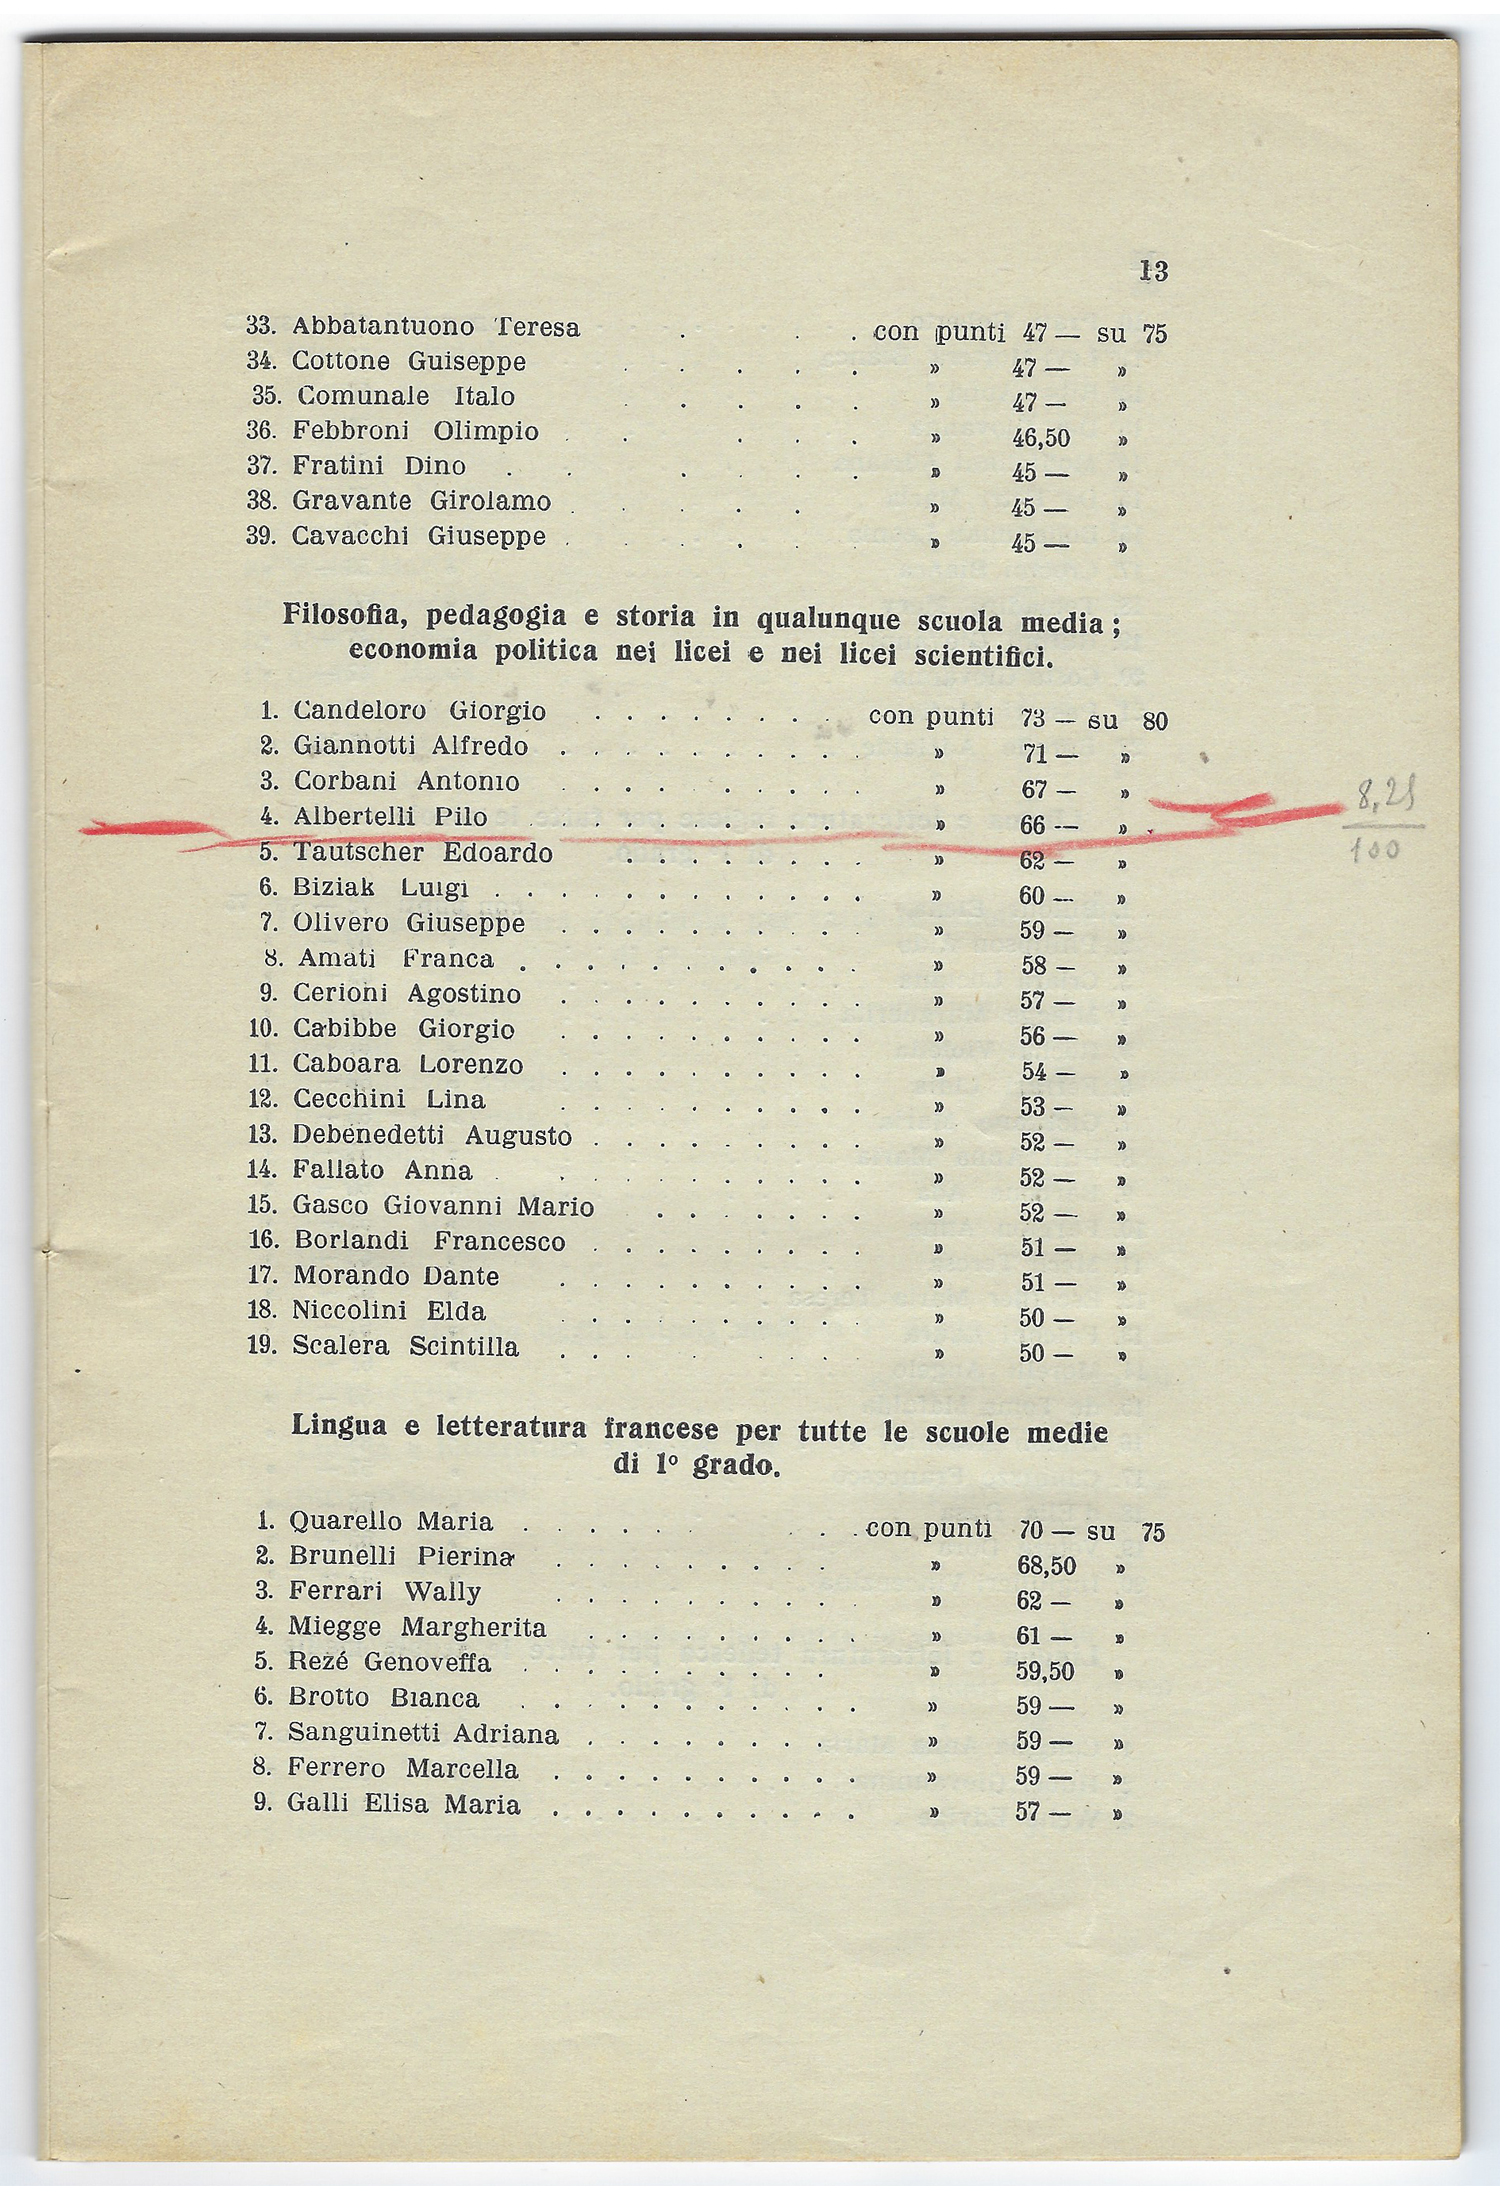 13
33. Abbatantuono Teresa . . . con punti 47 — su 75
34. Cottone Guiseppe . . . . . » 47 — »
35. Comunale Italo . . . . . » 47 — »
36. Febbroni Olimpio . . . . . » 46,50 »
37. Fratini Dino . . . . . » 45 — »
38. Gravante Girolamo . . . . . » 45 — »
39. Cavacchi Giuseppe . . . . . » 45 — »
Filosofia, pedagogia e storia in qualunque scuola media ;
economia politica nei licei e nei licei scientifici.
1. Candeloro Giorgio . . . . . . . . con punti 73 — su 80
2. Giannotti Alfredo . . . . . . . . . . » 71 — »
3. Corbani Antonio . . . . . . . . . » 67 — »
4. Albertelli Pilo . . . . . . . . . . » 66 — »
8,25
100
5. Tautscher Edoardo . . . . . . . . » 62 — »
6. Biziak Luigi . . . . . . . . . . . . » 60 — »
7. Olivero Giuseppe . . . . . . . . . . » 59 — »
8. Amati Franca . . . . . . . . . . . » 58 — »
9. Cerioni Agostino . . . . . . . . . . » 57 — »
10. Cabibbe Giorgio . . . . . . . . . . » 56 — »
11. Caboara Lorenzo . . . . . . . . . . » 54 — »
12. Cecchini Lina . . . . . . . . . . » 53 — »
13. Debenedetti Augusto . . . . . . . . . » 52 — »
14. Fallato Anna . . . . . . . . . . . » 52 — »
15. Gasco Giovanni Mario . . . . . . . » 52 — »
16. Borlandi Francesco . . . . . . . . . » 51 — »
17. Morando Dante . . . . . . . . . . » 51 — »
18. Niccolini Elda . . . . . . . . . . » 50 — »
19. Scalera Scintilla . . . . . . . » 50 — »
Lingua e letteratura francese per tutte le scuole medie
di 1º grado.
1. Quarello Maria . . . . . . . . con punti 70 — su 75
2. Brunelli Pierina . . . . . . . . . » 68,50 »
3. Ferrari Wally . . . . . . . . . . » 62 — »
4. Miegge Margherita . . . . . . . . . » 61 — »
5. Rezé Genoveffa . . . . . . . . . . » 59,50 »
6. Brotto Bianca . . . . . . . . . . . » 59 — »
7. Sanguinetti Adriana . . . . . . . . » 59 — »
8. Ferrero Marcella . . . . . . . . . . » 59 — »
9. Galli Elisa Maria . . . . . . . . . . » 57 — »